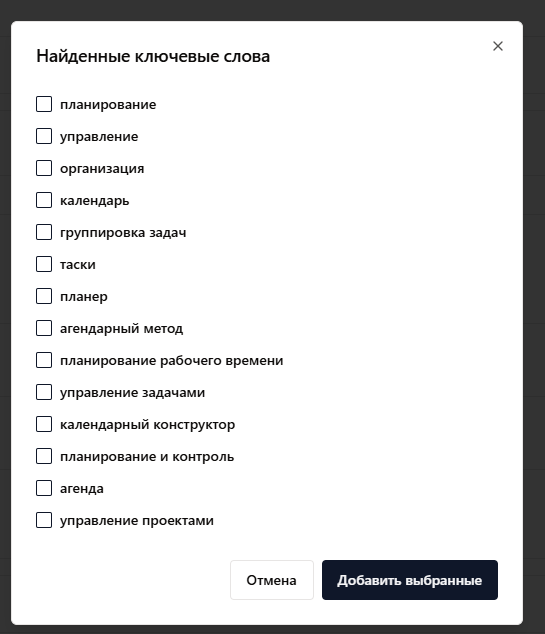 Найденные ключевые слова
планирование
управление
организация
календарь
группировка задач
таски
планер
агендарный метод
планирование рабочего времени
управление задачами
календарный конструктор
планирование и контроль
агенда
управление проектами
Отмена
Добавить выбранные